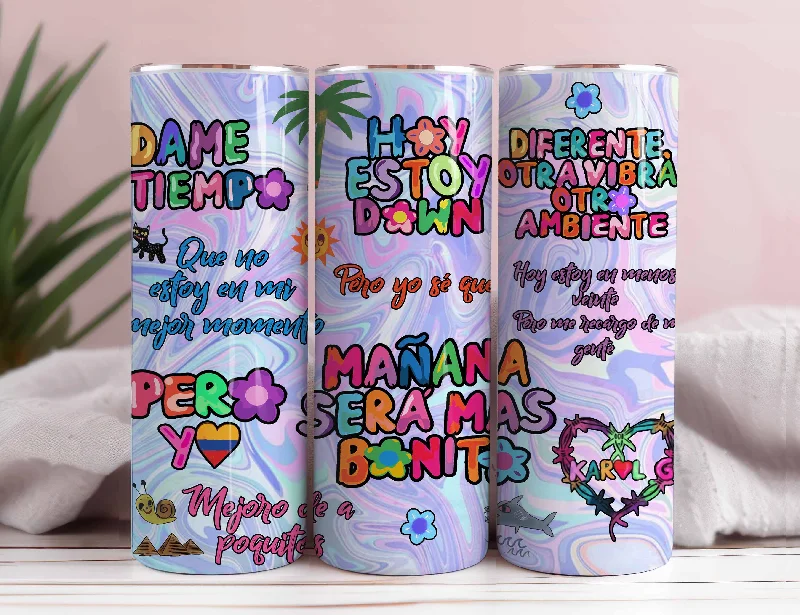 DAME
TIEMPO
Que no
estoy en mi
mejor momento
PERO
YO
Mejoro de a
poquitos
HOY
ESTOY
DOWN
Pero yo sé que
MAÑANA
SERÁ MAS
BONITO
DIFERENTE,
OTRA VIBRA
OTRO
AMBIENTE
Hoy estoy en menos
veinte
Pero me recargo de m
gente
KAROL G